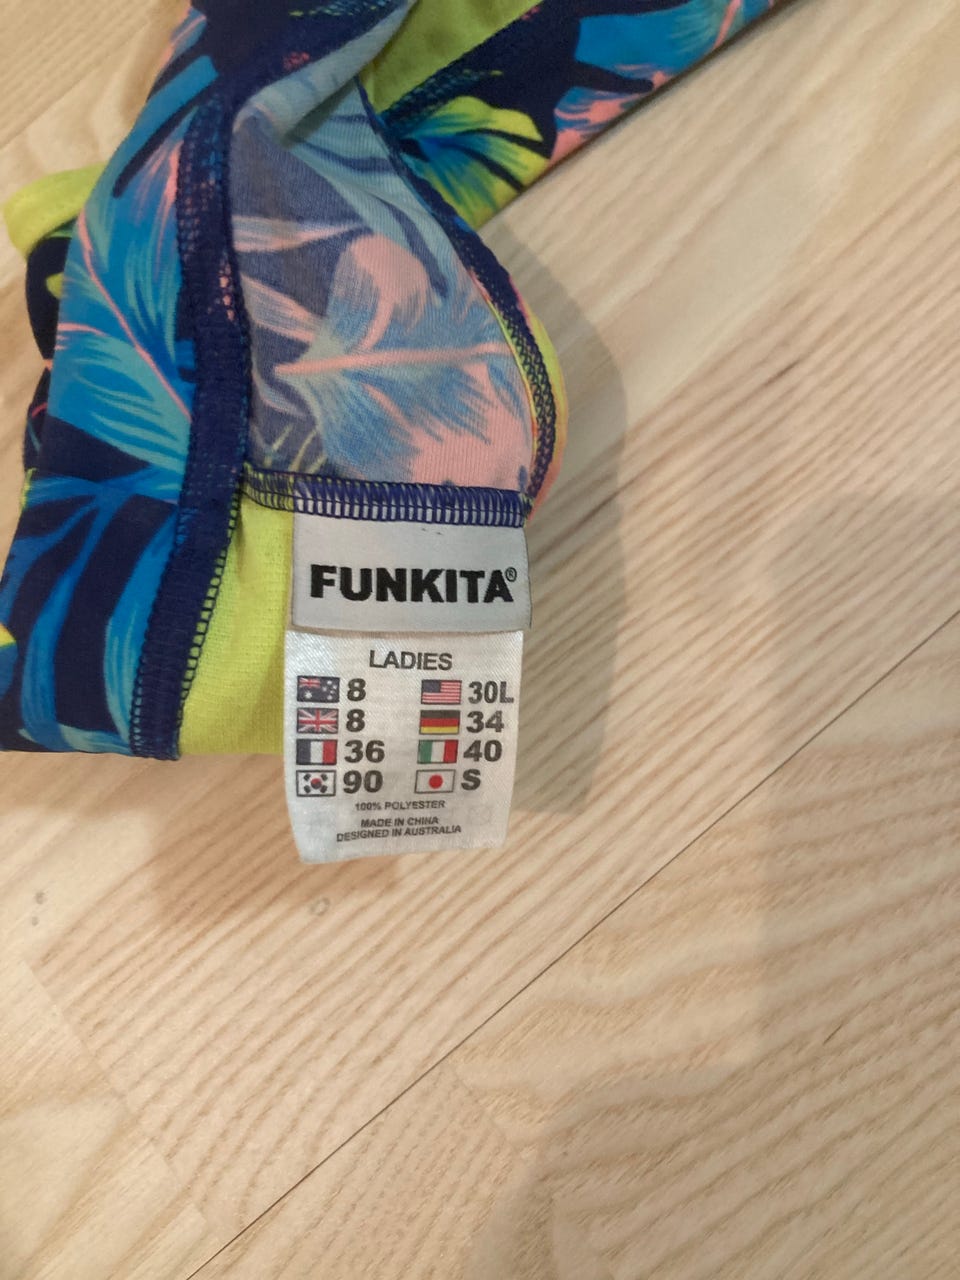 FUNKITA®
LADIES
8 30L
8 34
36 40
90 S
100% POLYESTER
MADE IN CHINA
DESIGNED IN AUSTRALIA